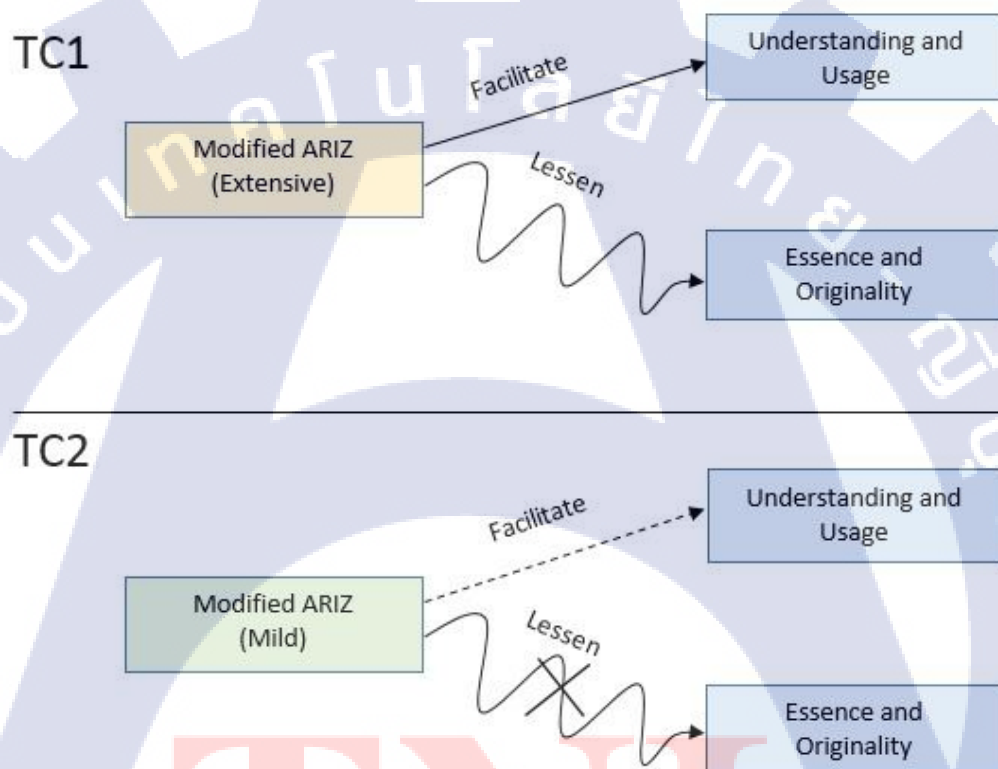 TC1
Facilitate
Understanding and
Usage
Modified ARIZ
(Extensive)
Lessen
Essence and
Originality
TC2
Facilitate
Understanding and
Usage
Modified ARIZ
(Mild)
Lessen
Essence and
Originality